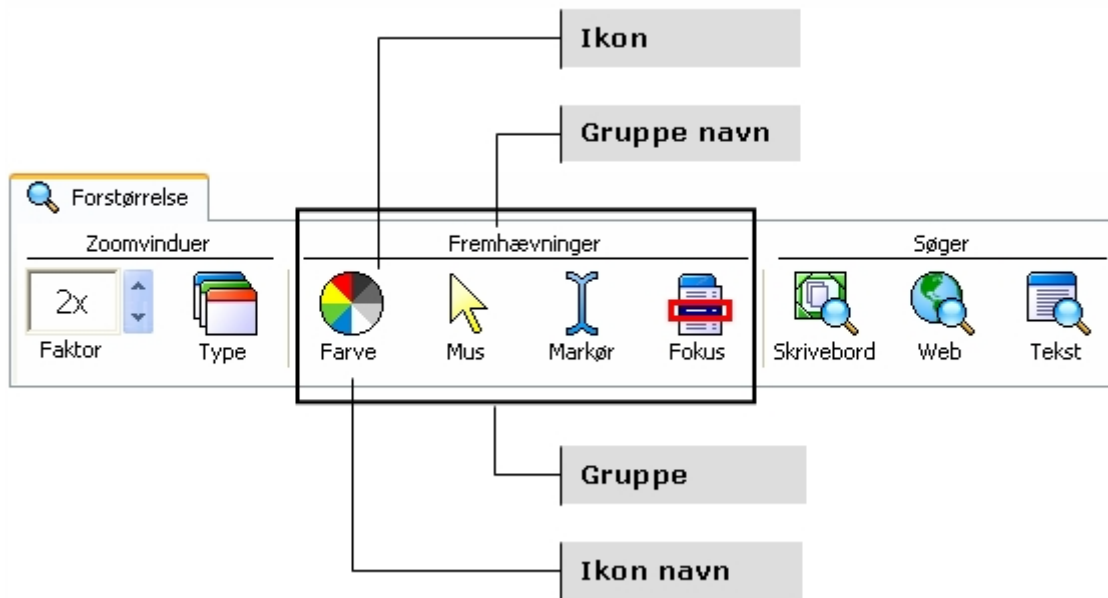 Ikon
Gruppe navn
Forstørrelse
Zoomvinduer
Fremhævninger
Søger
2x
Faktor
Type
Farve
Mus
Markør
Fokus
Skrivebord
Web
Tekst
Gruppe
Ikon navn